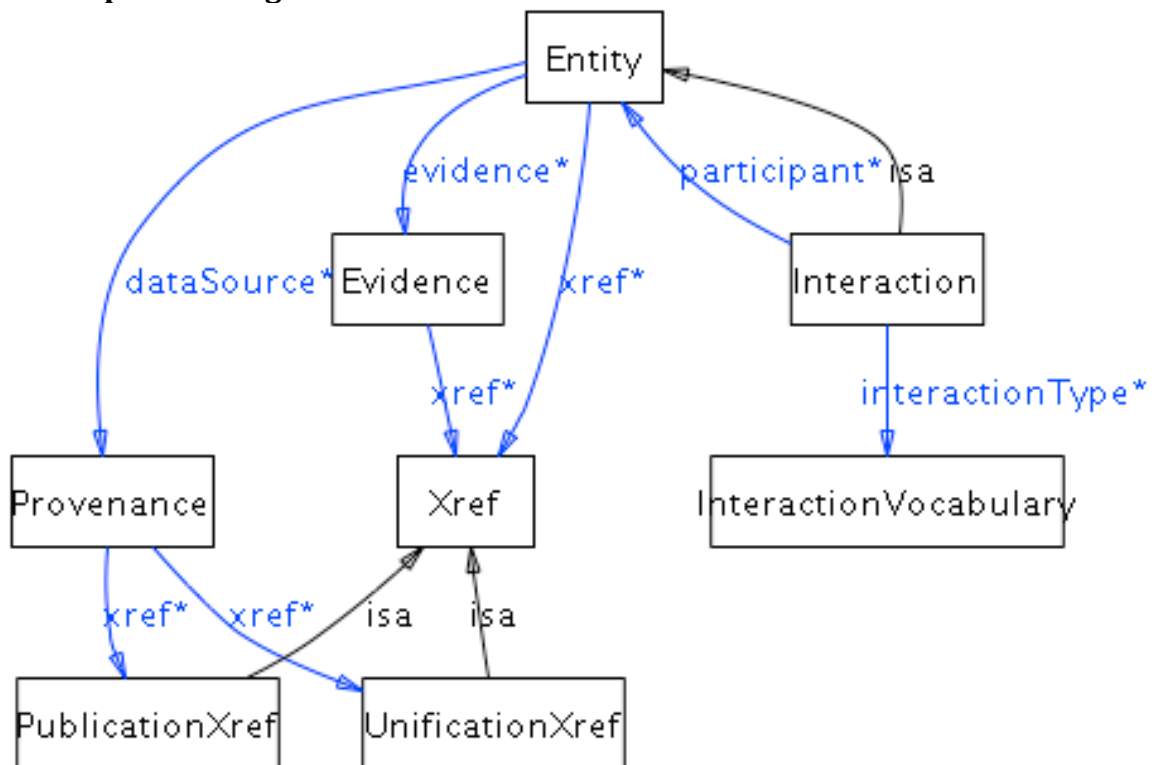 Entity
evidence*
participant*
isa
dataSource*
Evidence
xref*
Interaction
xref*
interactionType*
Provenance
Xref
InteractionVocabulary
xref*
xref*
isa
isa
PublicationXref
UnificationXref